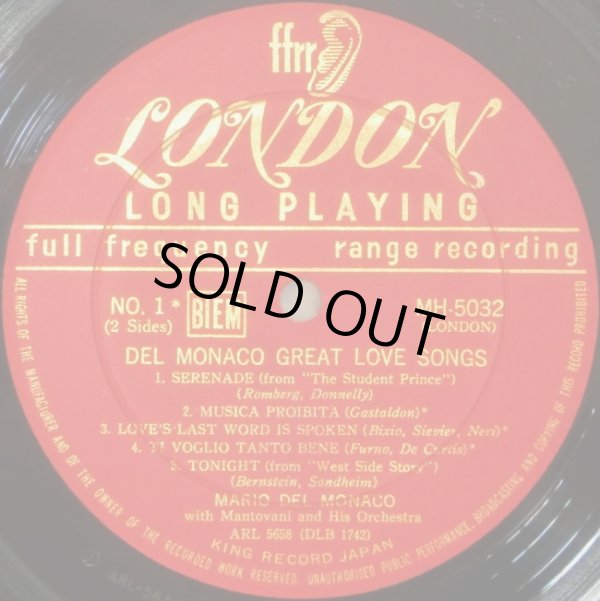 ffrr
LONDON
LONG PLAYING
full frequency range recording
NO. 1 * BIEM MH-5032
(2 Sides) (LONDON)
SOLD OUT
DEL MONACO GREAT LOVE SONGS
1. SERENADE (from "The Student Prince")
(Romberg, Donnelly)
2. MUSICA PROIBITA (Gastaldon)*
3. LOVE'S LAST WORD IS SPOKEN (Bixio, Sievier, Neri)*
4. TI VOGLIO TANTO BENE (Furno, De Curtis)*
5. TONIGHT (from "West Side Story")
(Bernstein, Sondheim)
MARIO DEL MONACO
with Mantovani and His Orchestra
ARL 5658 (DLB 1742)
KING RECORD JAPAN
ALL RIGHTS OF THE MANUFACTURER AND OF THE OWNER OF THE RECORDED WORK RESERVED. UNAUTHORISED PUBLIC PERFORMANCE, BROADCASTING AND COPYING OF THIS RECORD PROHIBITED